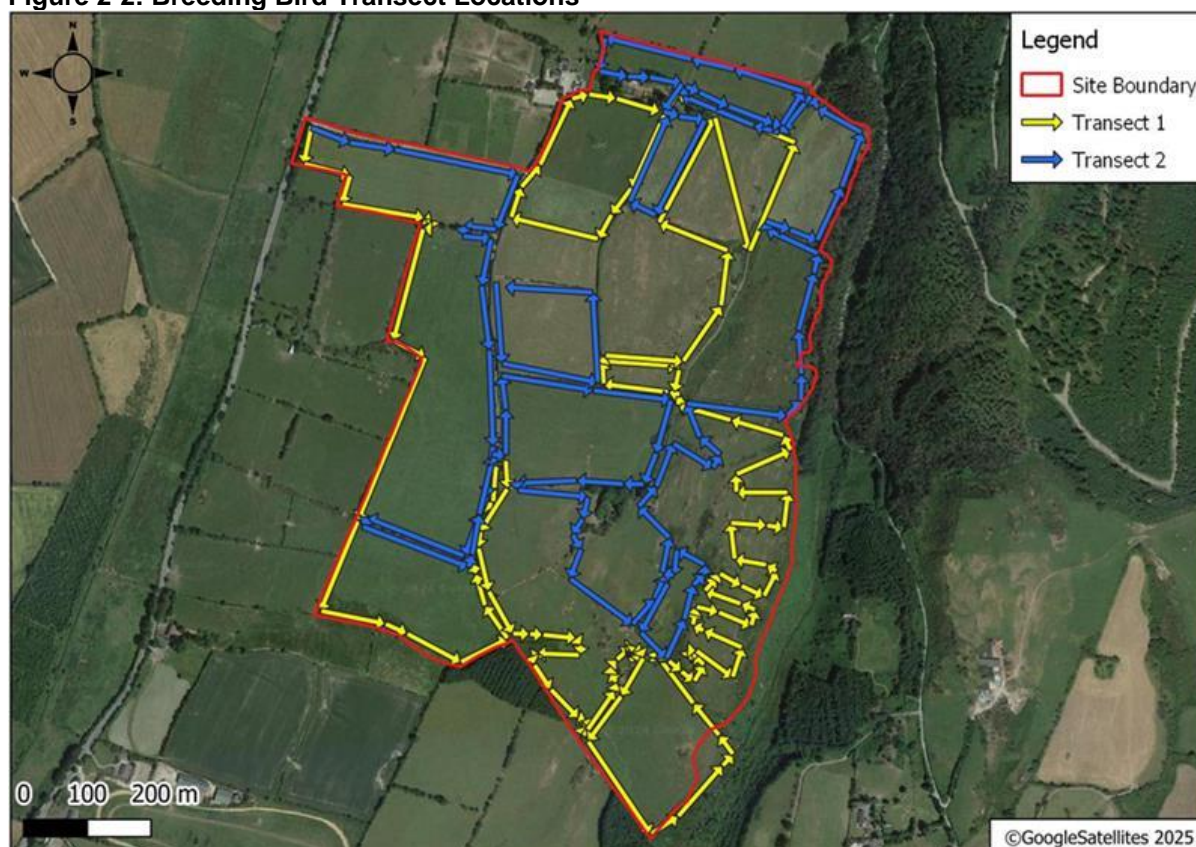 Figure 2-2: Breeding Bird Transect Locations
N
W E
S
Legend
Site Boundary
Transect 1
Transect 2
0 100 200 m
©GoogleSatellites 2025